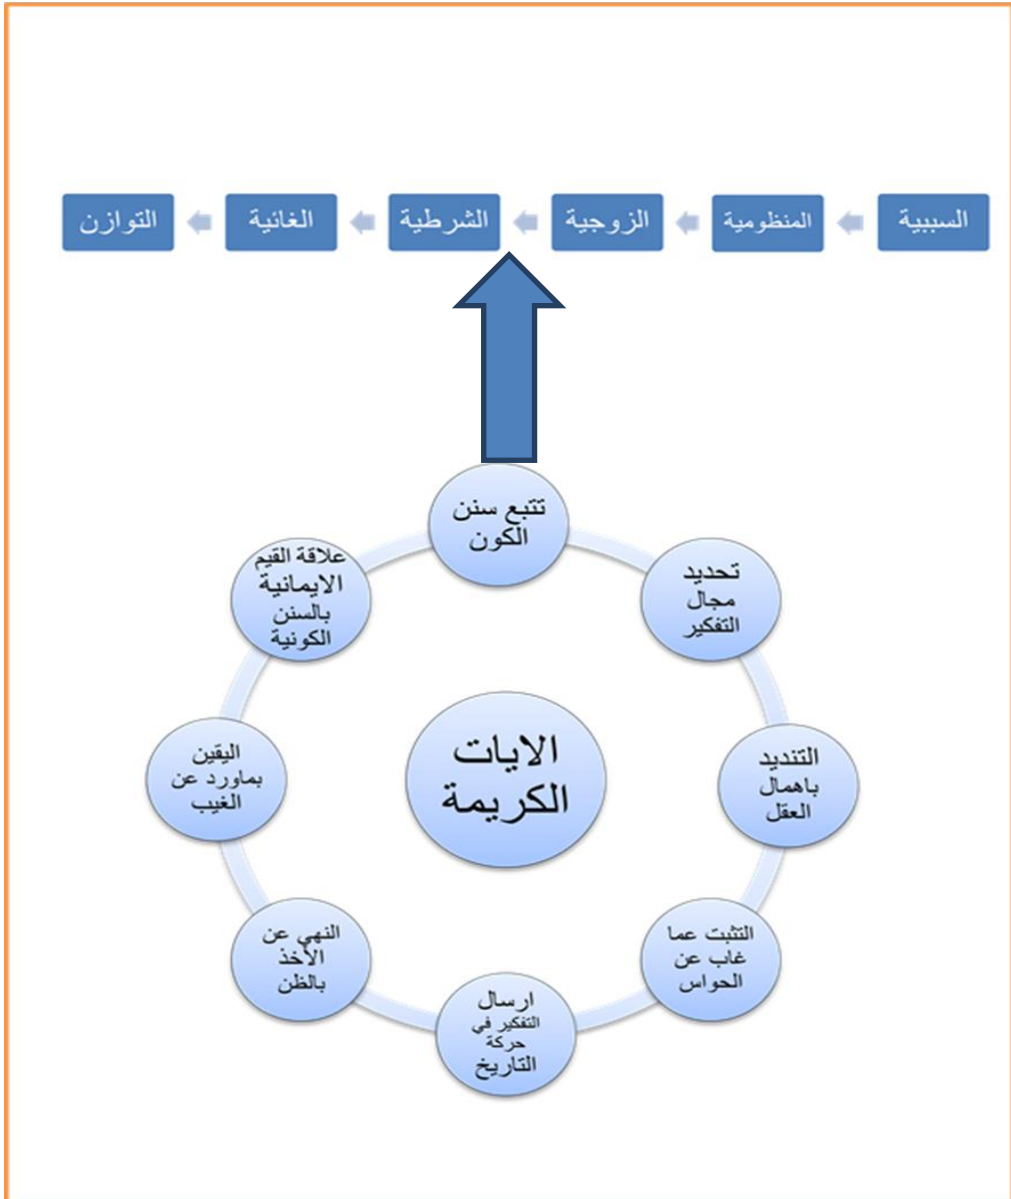 السببية
المنظومية
الزوجية
الشرطية
الغائية
التوازن
تتبع سنن
الكون
تحديد
مجال
التفكير
التنديد
باهمال
العقل
التثبت عما
غاب عن
الحواس
ارسال
التفكير في
حركة
التاريخ
النهي عن
الأخذ
بالظن
اليقين
بماورد عن
الغيب
علاقة القيم
الايمانية
بالسنن
الكونية
الايات
الكريمة